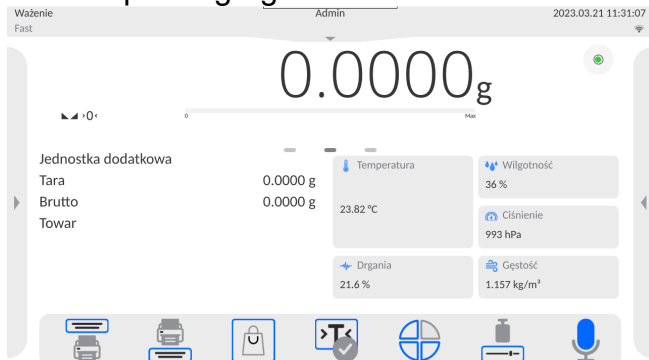 Ważenie
Admin
2023.03.21 11:31:07
Fast
0.0000g
›0‹
0
Max
Jednostka dodatkowa
Tara 0.0000 g
Brutto 0.0000 g
Towar
Temperatura
23.82 °C
Wilgotność
36 %
Ciśnienie
993 hPa
Drgania
21.6 %
Gęstość
1.157 kg/m³
›T‹